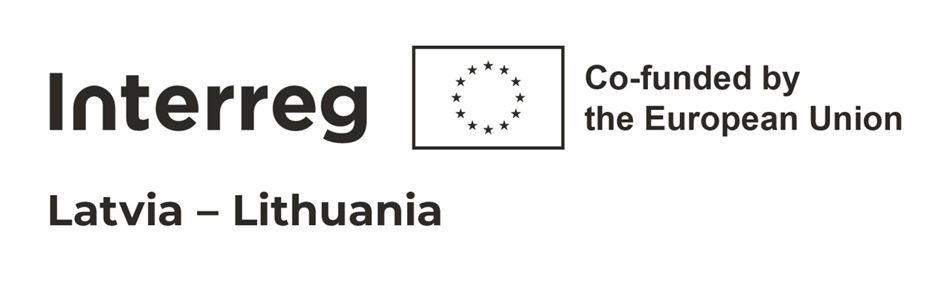 Interreg
Co-funded by
the European Union
Latvia – Lithuania